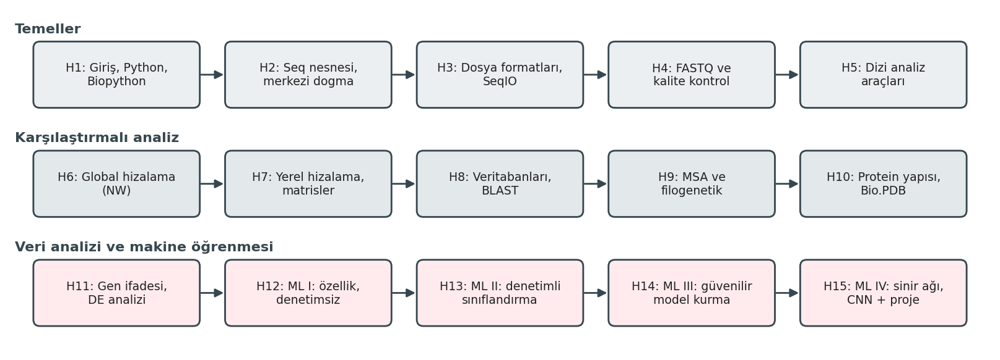 Temeller
H1: Giriş, Python,
Biopython
H2: Seq nesnesi,
merkezi dogma
H3: Dosya formatları,
SeqIO
H4: FASTQ ve
kalite kontrol
H5: Dizi analiz
araçları
Karşılaştırmalı analiz
H6: Global hizalama
(NW)
H7: Yerel hizalama,
matrisler
H8: Veritabanları,
BLAST
H9: MSA ve
filogenetik
H10: Protein yapısı,
Bio.PDB
Veri analizi ve makine öğrenmesi
H11: Gen ifadesi,
DE analizi
H12: ML I: özellik,
denetimsiz
H13: ML II: denetimli
sınıflandırma
H14: ML III: güvenilir
model kurma
H15: ML IV: sinir ağı,
CNN + proje